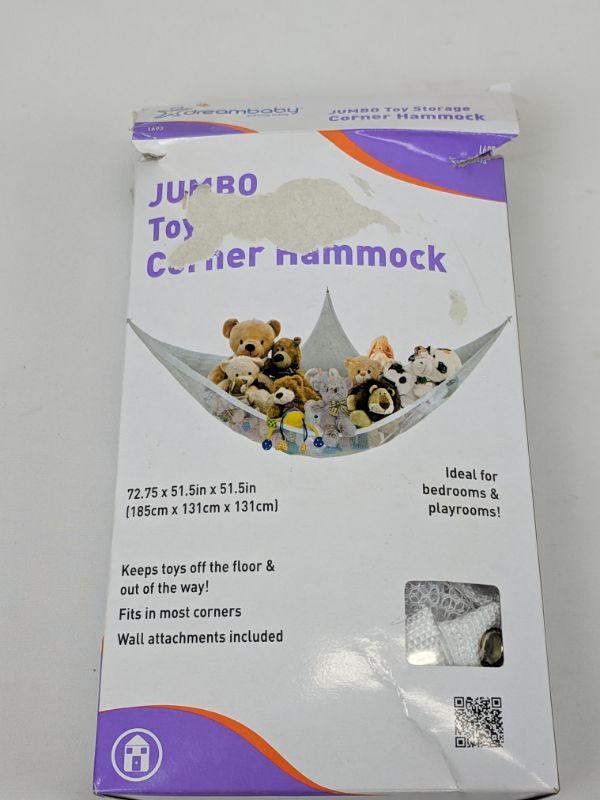 dreambaby
JUMBO Toy Storage
Corner Hammock
L693
JUMBO
Toy
Corner Hammock
72.75 x 51.5in x 51.5in
(185cm x 131cm x 131cm)
Ideal for
bedrooms &
playrooms!
Keeps toys off the floor &
out of the way!
Fits in most corners
Wall attachments included